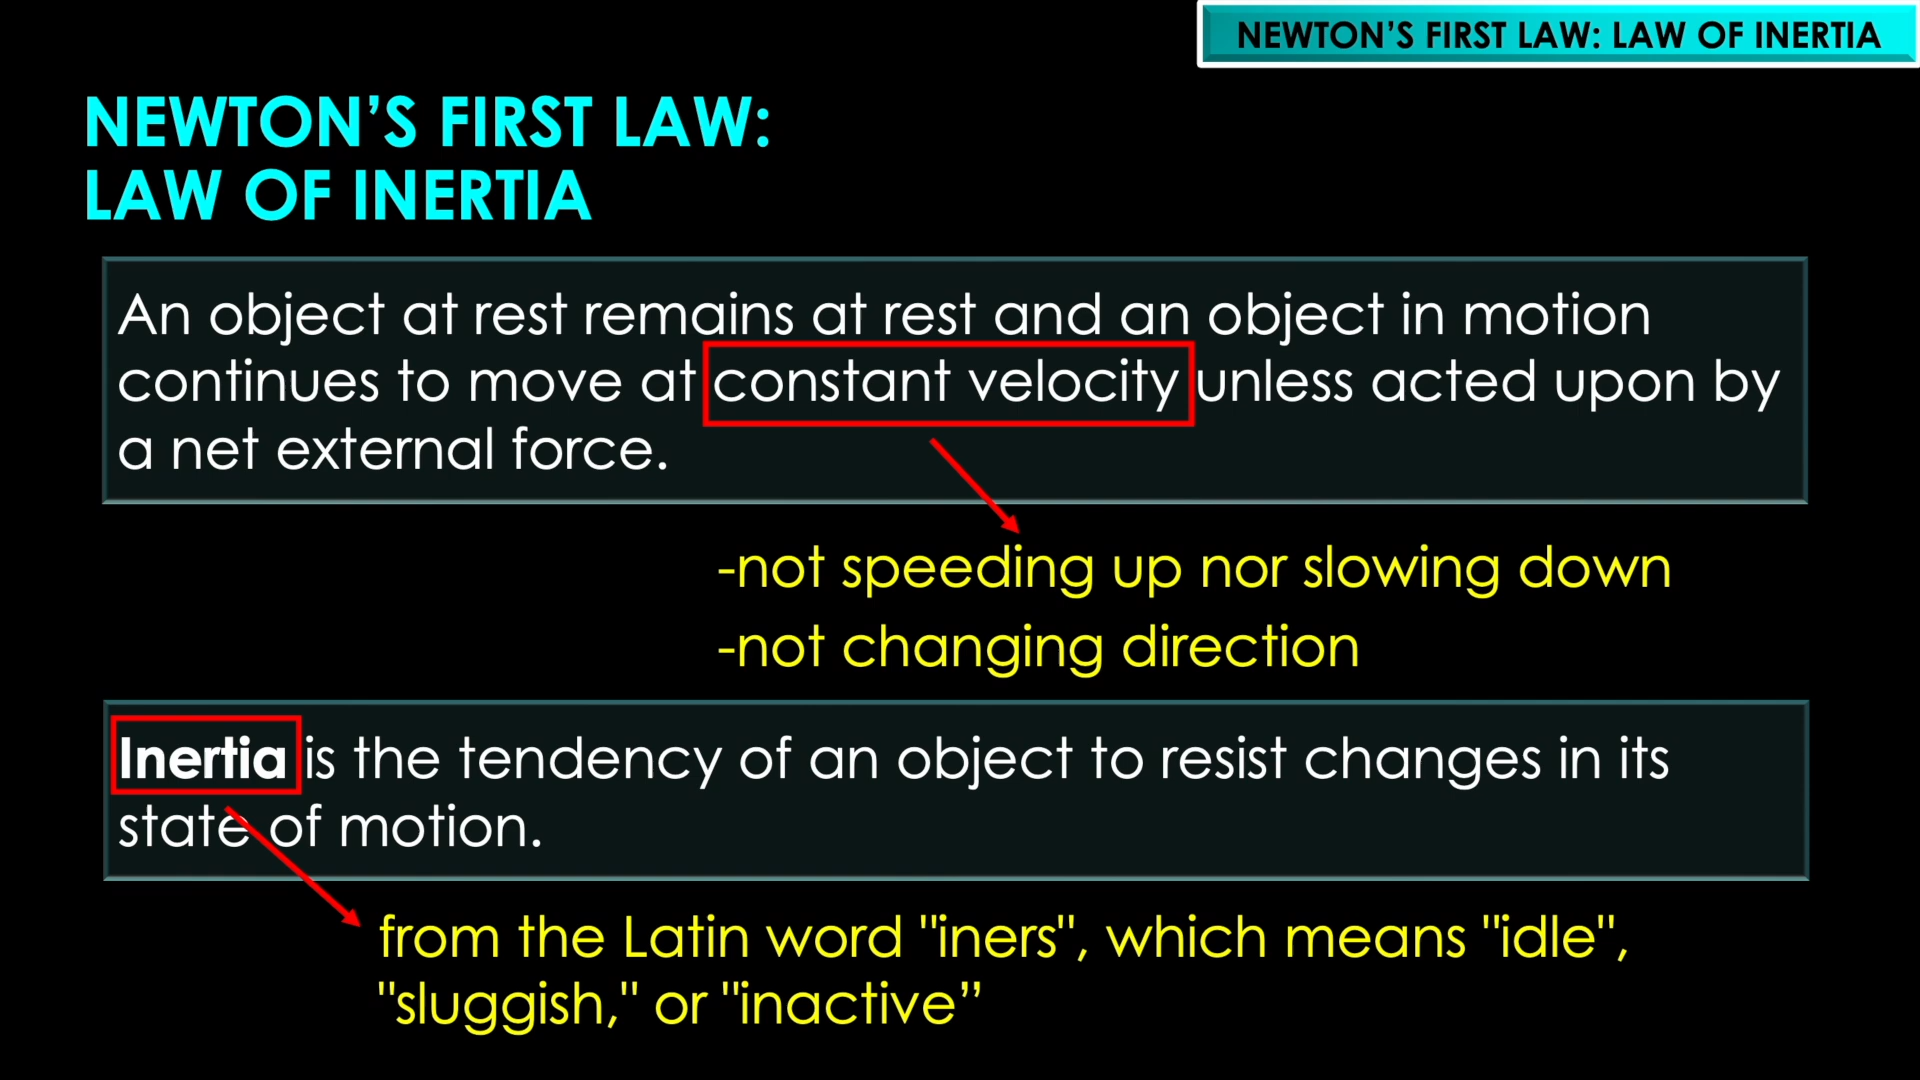 NEWTON’S FIRST LAW: LAW OF INERTIA
NEWTON’S FIRST LAW:
LAW OF INERTIA
An object at rest remains at rest and an object in motion
continues to move at constant velocity unless acted upon by
a net external force.
-not speeding up nor slowing down
-not changing direction
Inertia is the tendency of an object to resist changes in its
state of motion.
from the Latin word "iners", which means "idle",
"sluggish," or "inactive”